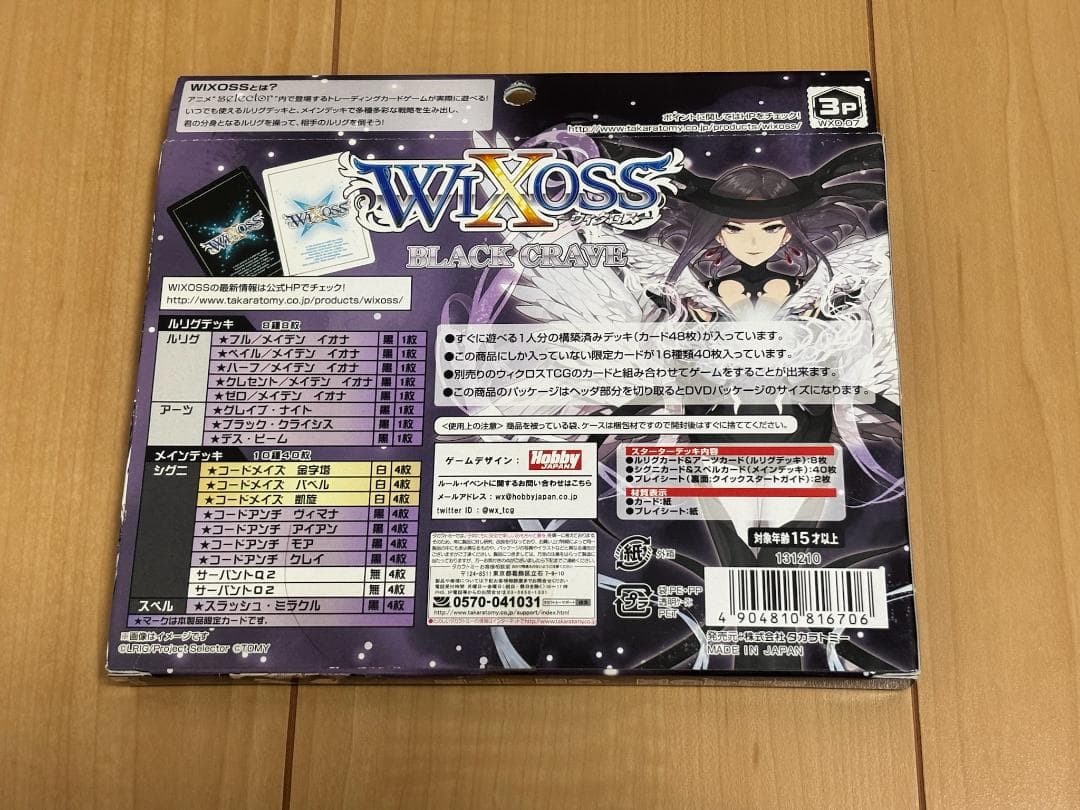 WIXOSSとは?
アニメ"selector"内で登場するトレーディングカードゲームが実際に遊べる!
いつでも使えるルリグデッキと、メインデッキで多種多彩な戦略を生み出し、
君の分身となるルリグを操って、相手のルリグを倒そう!
ポイントに関してはHPをチェック!
http://www.takaratomy.co.jp/products/wixoss/
3P
WXD-07
WIXOSS
WIXOSS
WIXOSS
ウィクロス
BLACK CRAVE
WIXOSSの最新情報は公式HPでチェック!
http://www.takaratomy.co.jp/products/wixoss/
ルリグデッキ 8種8枚
ルリグ ★フル/メイデン イオナ 黒 1枚
★ペイル/メイデン イオナ 黒 1枚
★ハーフ/メイデン イオナ 黒 1枚
★クレセント/メイデン イオナ 黒 1枚
★ゼロ/メイデン イオナ 黒 1枚
アーツ ★グレイブ・ナイト 黒 1枚
★ブラック・クライシス 黒 1枚
★デス・ビーム 黒 1枚
メインデッキ 10種40枚
シグニ ★コードメイズ 金字塔 白 4枚
★コードメイズ バベル 白 4枚
★コードメイズ 凱旋 白 4枚
★コードアンチ ヴィマナ 黒 4枚
★コードアンチ アイアン 黒 4枚
★コードアンチ モア 黒 4枚
★コードアンチ クレイ 黒 4枚
サーバントQ2 無 4枚
サーバントO2 無 4枚
スペル ★スラッシュ・ミラクル 黒 4枚
★マークは本製品限定カードです。
※画像はイメージです
©LRIG/Project Selector ©TOMY
●すぐに遊べる1人分の構築済みデッキ(カード48枚)が入っています。
●この商品にしか入っていない限定カードが16種類40枚入っています。
●別売りのウィクロスTCGのカードと組み合わせてゲームをすることが出来ます。
●この商品のパッケージはヘッダ部分を切り取るとDVDパッケージのサイズになります。
<使用上の注意> 商品を被っている袋、ケースは梱包材ですので開封後はすぐに捨ててください。
ゲームデザイン: Hobby JAPAN
ルール・イベントに関するお問い合わせはこちら
メールアドレス:wx@hobbyjapan.co.jp
twitter ID :@wx_tcg
スターターデッキ内容
●ルリグカード&アーツカード(ルリグデッキ):8枚
●シグニカード&スペルカード(メインデッキ):40枚
●プレイシート(裏面:クイックスタートガイド):2枚
材質表示
●カード:紙
●プレイシート:紙
対象年齢15才以上
131210
〒124-8511 東京都葛飾区立石7-9-10
0570-041031
http://www.takaratomy.co.jp/support/index.html
紙
外箱
プラ
袋:PE・PP
PET
4904810816706
発売元:株式会社 タカラトミー
MADE IN JAPAN